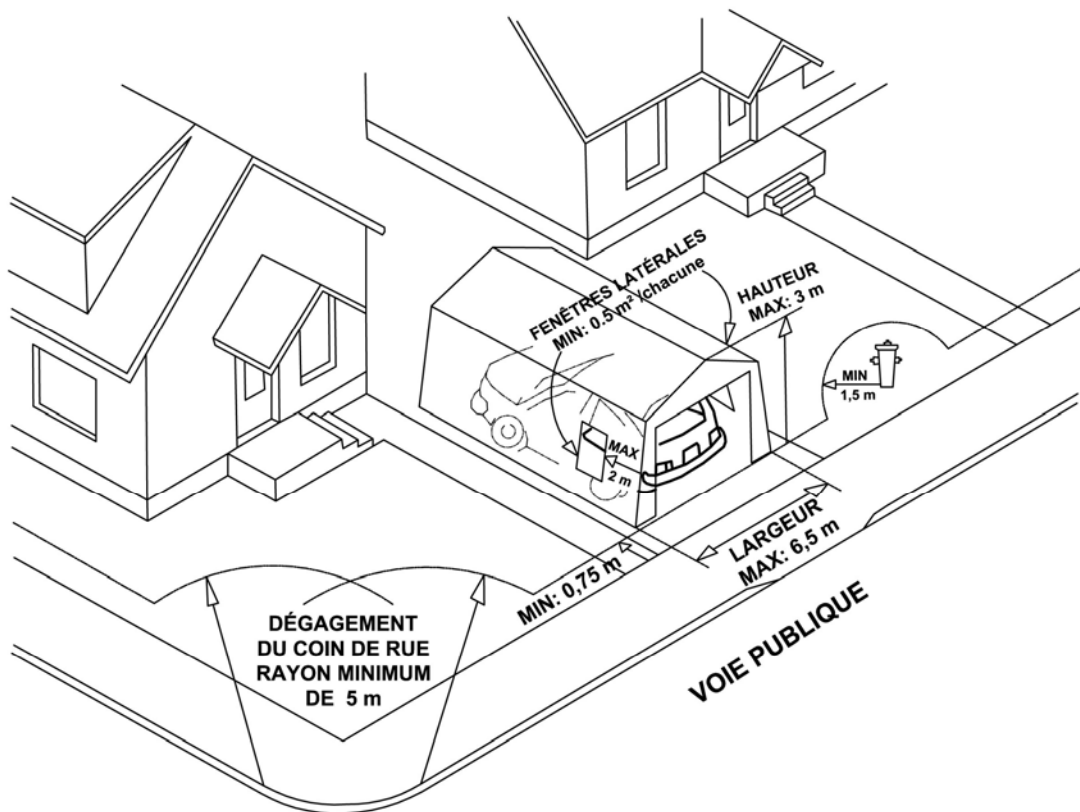 FENÊTRES LATÉRALES
MIN: 0.5 m² /chacune
HAUTEUR
MAX: 3 m
MIN
1,5 m
MAX
2 m
MIN: 0,75 m
LARGEUR
MAX: 6,5 m
DÉGAGEMENT
DU COIN DE RUE
RAYON MINIMUM
DE 5 m
VOIE PUBLIQUE